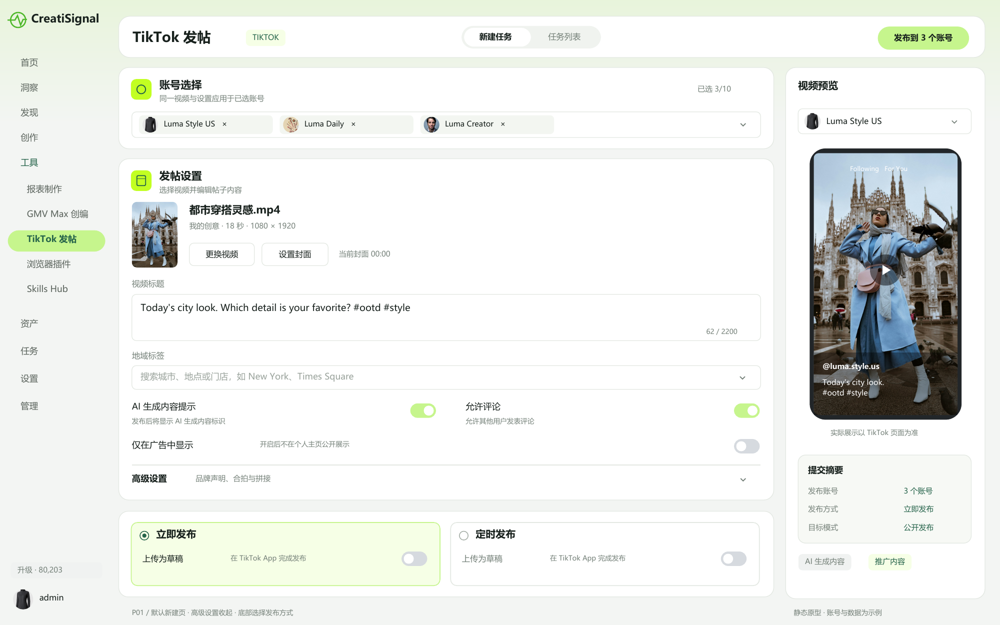 CreatiSignal
首页
洞察
发现
创作
工具
报表制作
GMV Max 创编
TikTok 发帖
浏览器插件
Skills Hub
资产
任务
设置
管理
升级 · 80,203
admin
TikTok 发帖
TIKTOK
新建任务
任务列表
发布到 3 个账号
账号选择
同一视频与设置应用于已选账号
已选 3/10
Luma Style US ×
Luma Daily ×
Luma Creator ×
发帖设置
选择视频并编辑帖子内容
都市穿搭灵感.mp4
我的创意 · 18 秒 · 1080 × 1920
更换视频
设置封面
当前封面 00:00
视频标题
Today's city look. Which detail is your favorite? #ootd #style
62 / 2200
地域标签
搜索城市、地点或门店，如 New York、Times Square
AI 生成内容提示
发布后将显示 AI 生成内容标识
允许评论
允许其他用户发表评论
仅在广告中显示
开启后不在个人主页公开展示
高级设置
品牌声明、合拍与拼接
立即发布
上传为草稿
在 TikTok App 完成发布
定时发布
上传为草稿
在 TikTok App 完成发布
P01 / 默认新建页 · 高级设置收起 · 底部选择发布方式
视频预览
Luma Style US
Following For You
@luma.style.us
Today's city look.
#ootd #style
实际展示以 TikTok 页面为准
提交摘要
发布账号
3 个账号
发布方式
立即发布
目标模式
公开发布
AI 生成内容
推广内容
静态原型 · 账号与数据为示例